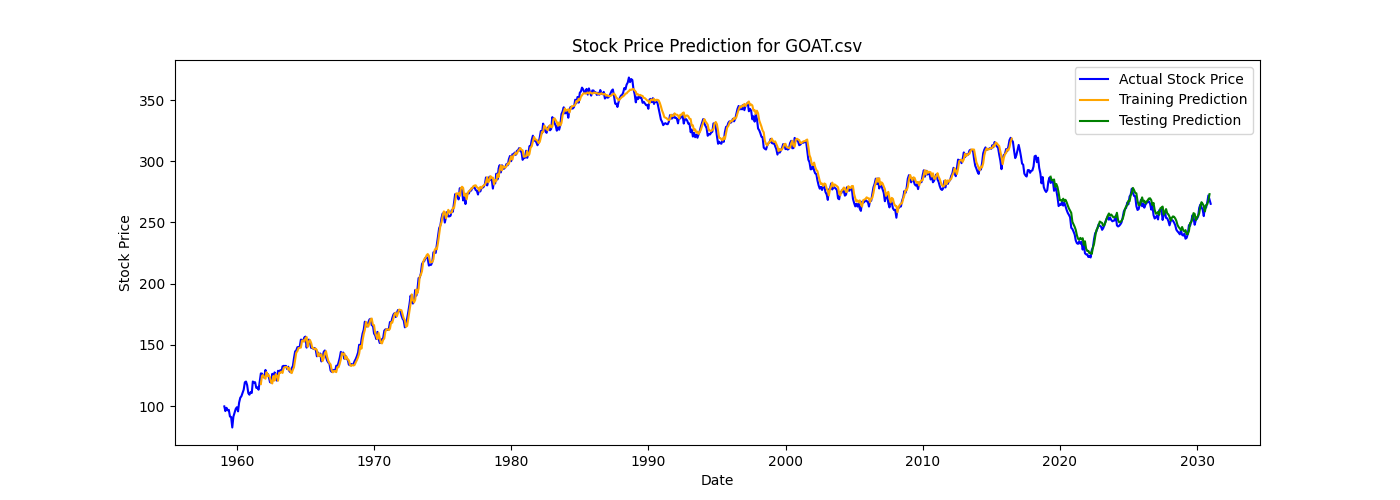 Stock Price Prediction for GOAT.csv
Actual Stock Price
Training Prediction
Testing Prediction
Stock Price
350
300
250
200
150
100
1960 1970 1980 1990 2000 2010 2020 2030
Date